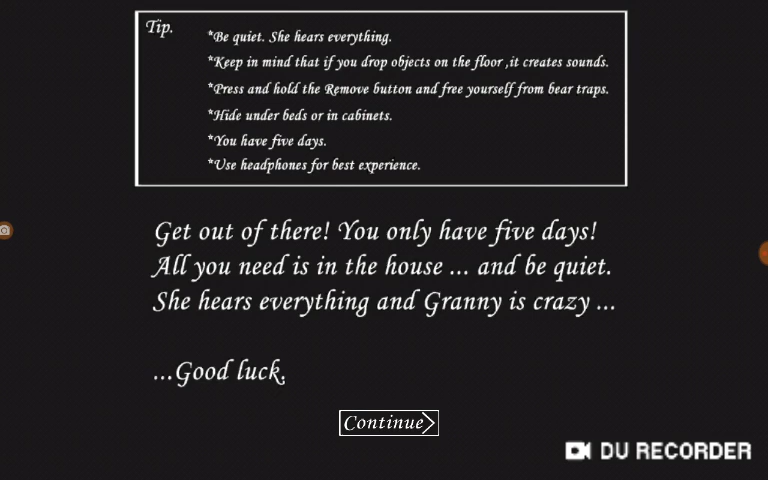 Tip.
*Be quiet. She hears everything.
*Keep in mind that if you drop objects on the floor ,it creates sounds.
*Press and hold the Remove button and free yourself from bear traps.
*Hide under beds or in cabinets.
*You have five days.
*Use headphones for best experience.
Get out of there! You only have five days!
All you need is in the house ... and be quiet.
She hears everything and Granny is crazy ...
...Good luck.
Continue
DU RECORDER